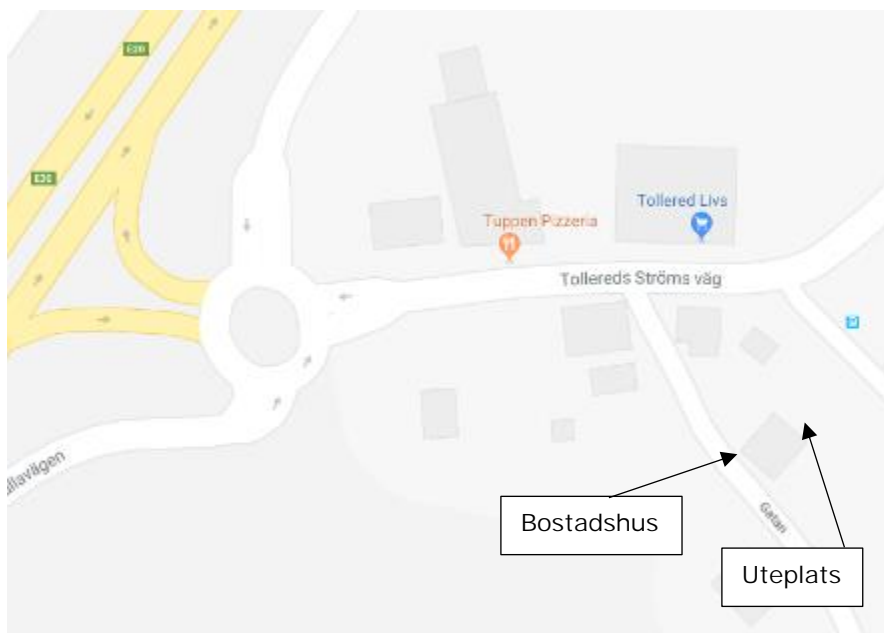 E20
E20
Tuppen Pizzeria
Tollered Livs
Tollereds Ströms väg
Bostadshus
Gatan
Uteplats